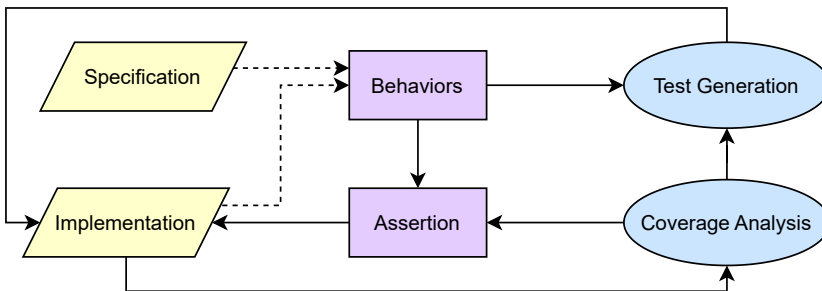 Specification
Behaviors
Test Generation
Implementation
Assertion
Coverage Analysis